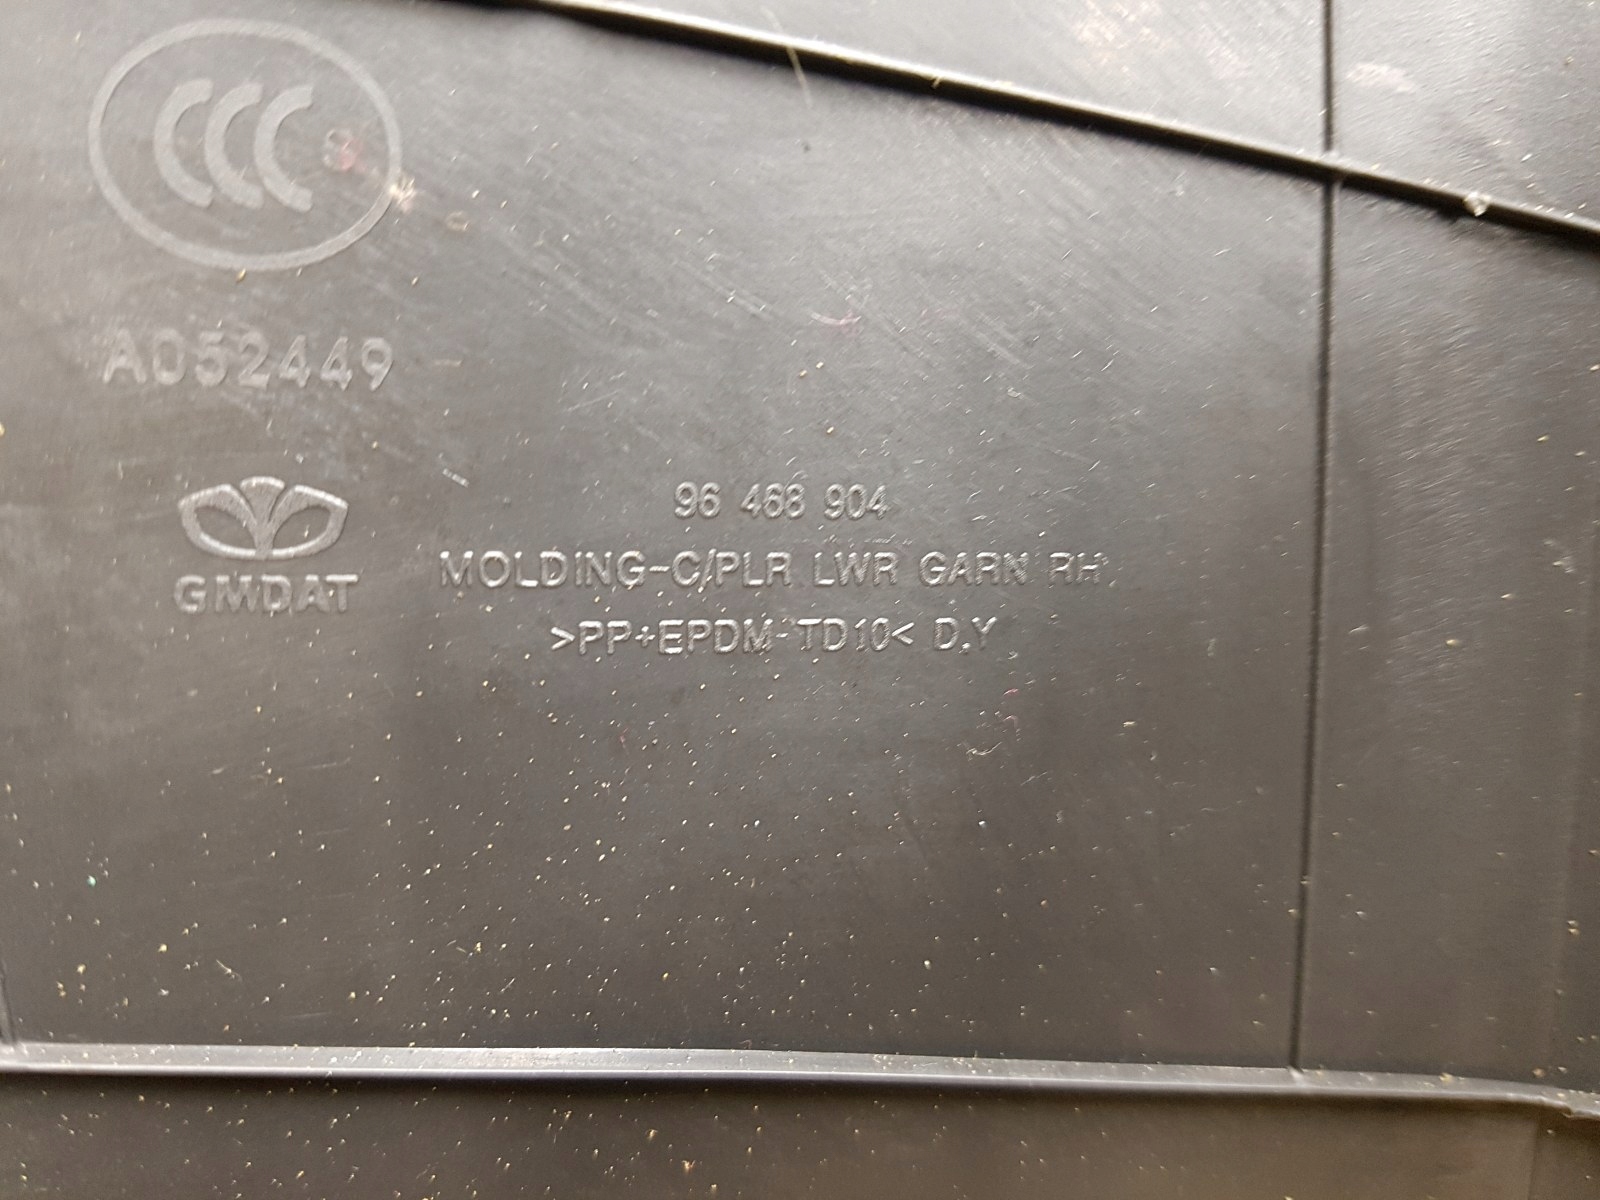 CCC
A052449
GMDAT
96 468 904
MOLDING-C/PLR LWR GARN RH
>PP+EPDM-TD10< D.Y